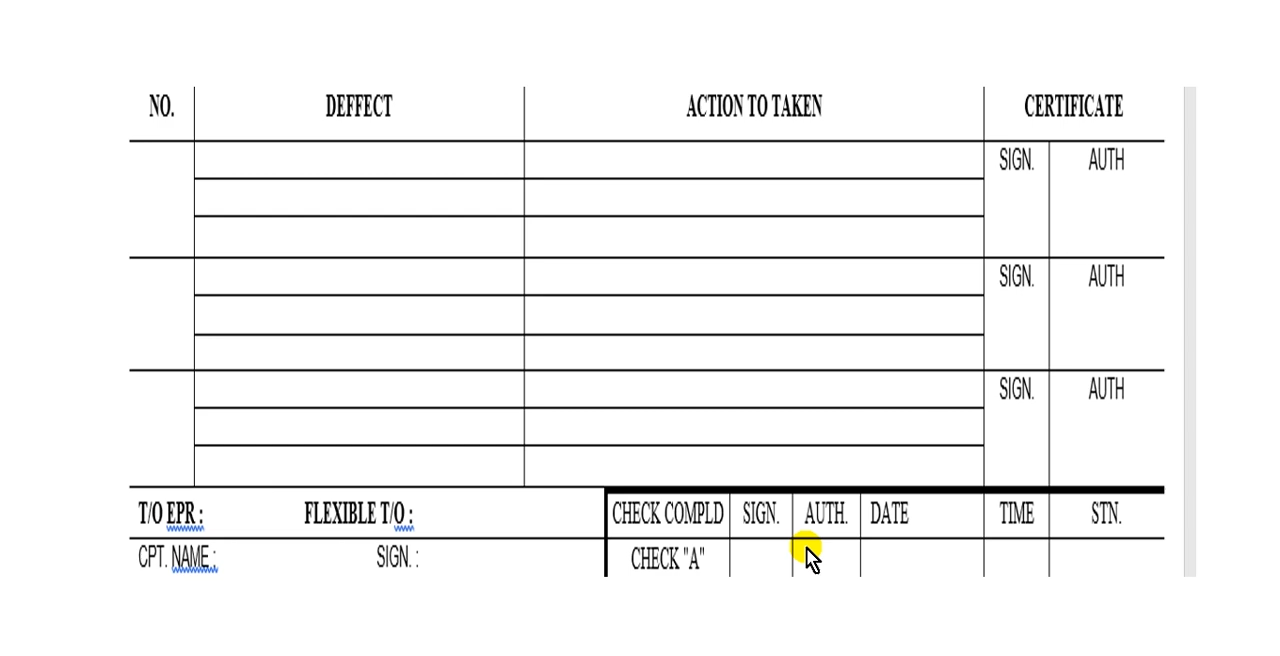 NO. DEFFECT ACTION TO TAKEN CERTIFICATE
SIGN. AUTH
SIGN. AUTH
SIGN. AUTH
T/O EPR : FLEXIBLE T/O : CHECK COMPLD SIGN. AUTH. DATE TIME STN.
CPT. NAME : SIGN. : CHECK "A"